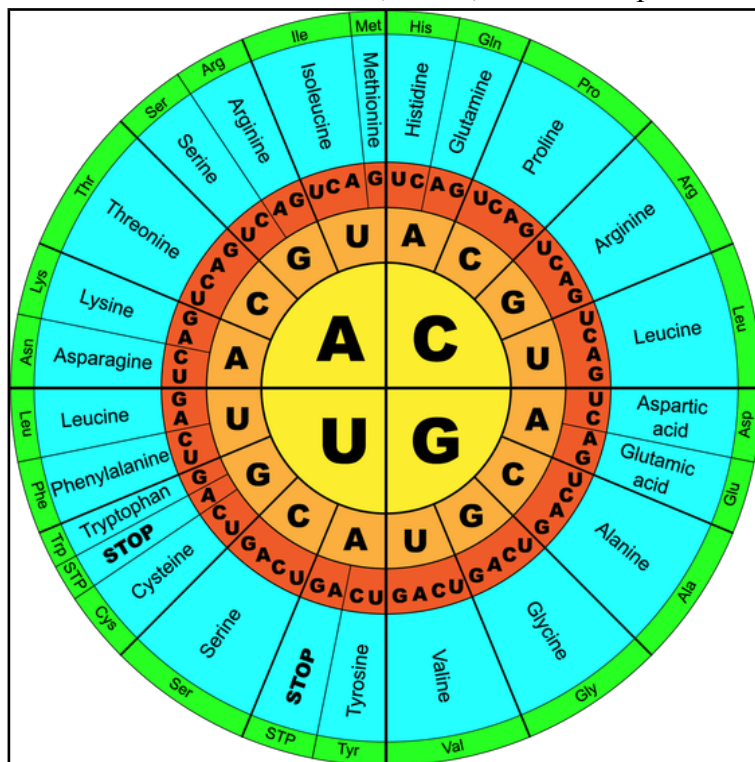 His
Gln
Pro
Arg
Leu
Asp
Glu
Ala
Gly
Val
Tyr
STP
Ser
Cys
STP
Trp
Phe
Leu
Asn
Lys
Thr
Ser
Arg
Ile
Met
Histidine
Glutamine
Proline
Arginine
Leucine
Aspartic
acid
Glutamic
acid
Alanine
Glycine
Valine
Tyrosine
STOP
Serine
Cysteine
STOP
Tryptophan
Phenylalanine
Leucine
Asparagine
Lysine
Threonine
Serine
Arginine
Isoleucine
Methionine
U C A G U C A G U C A G U C A G
U C A G U C A G U C A G U C A G
U C A G U C A G U C A G U C A G
U C A G U C A G U C A G U C A G
A C G U
A C G U
A C G U
A C G U
A C
U G